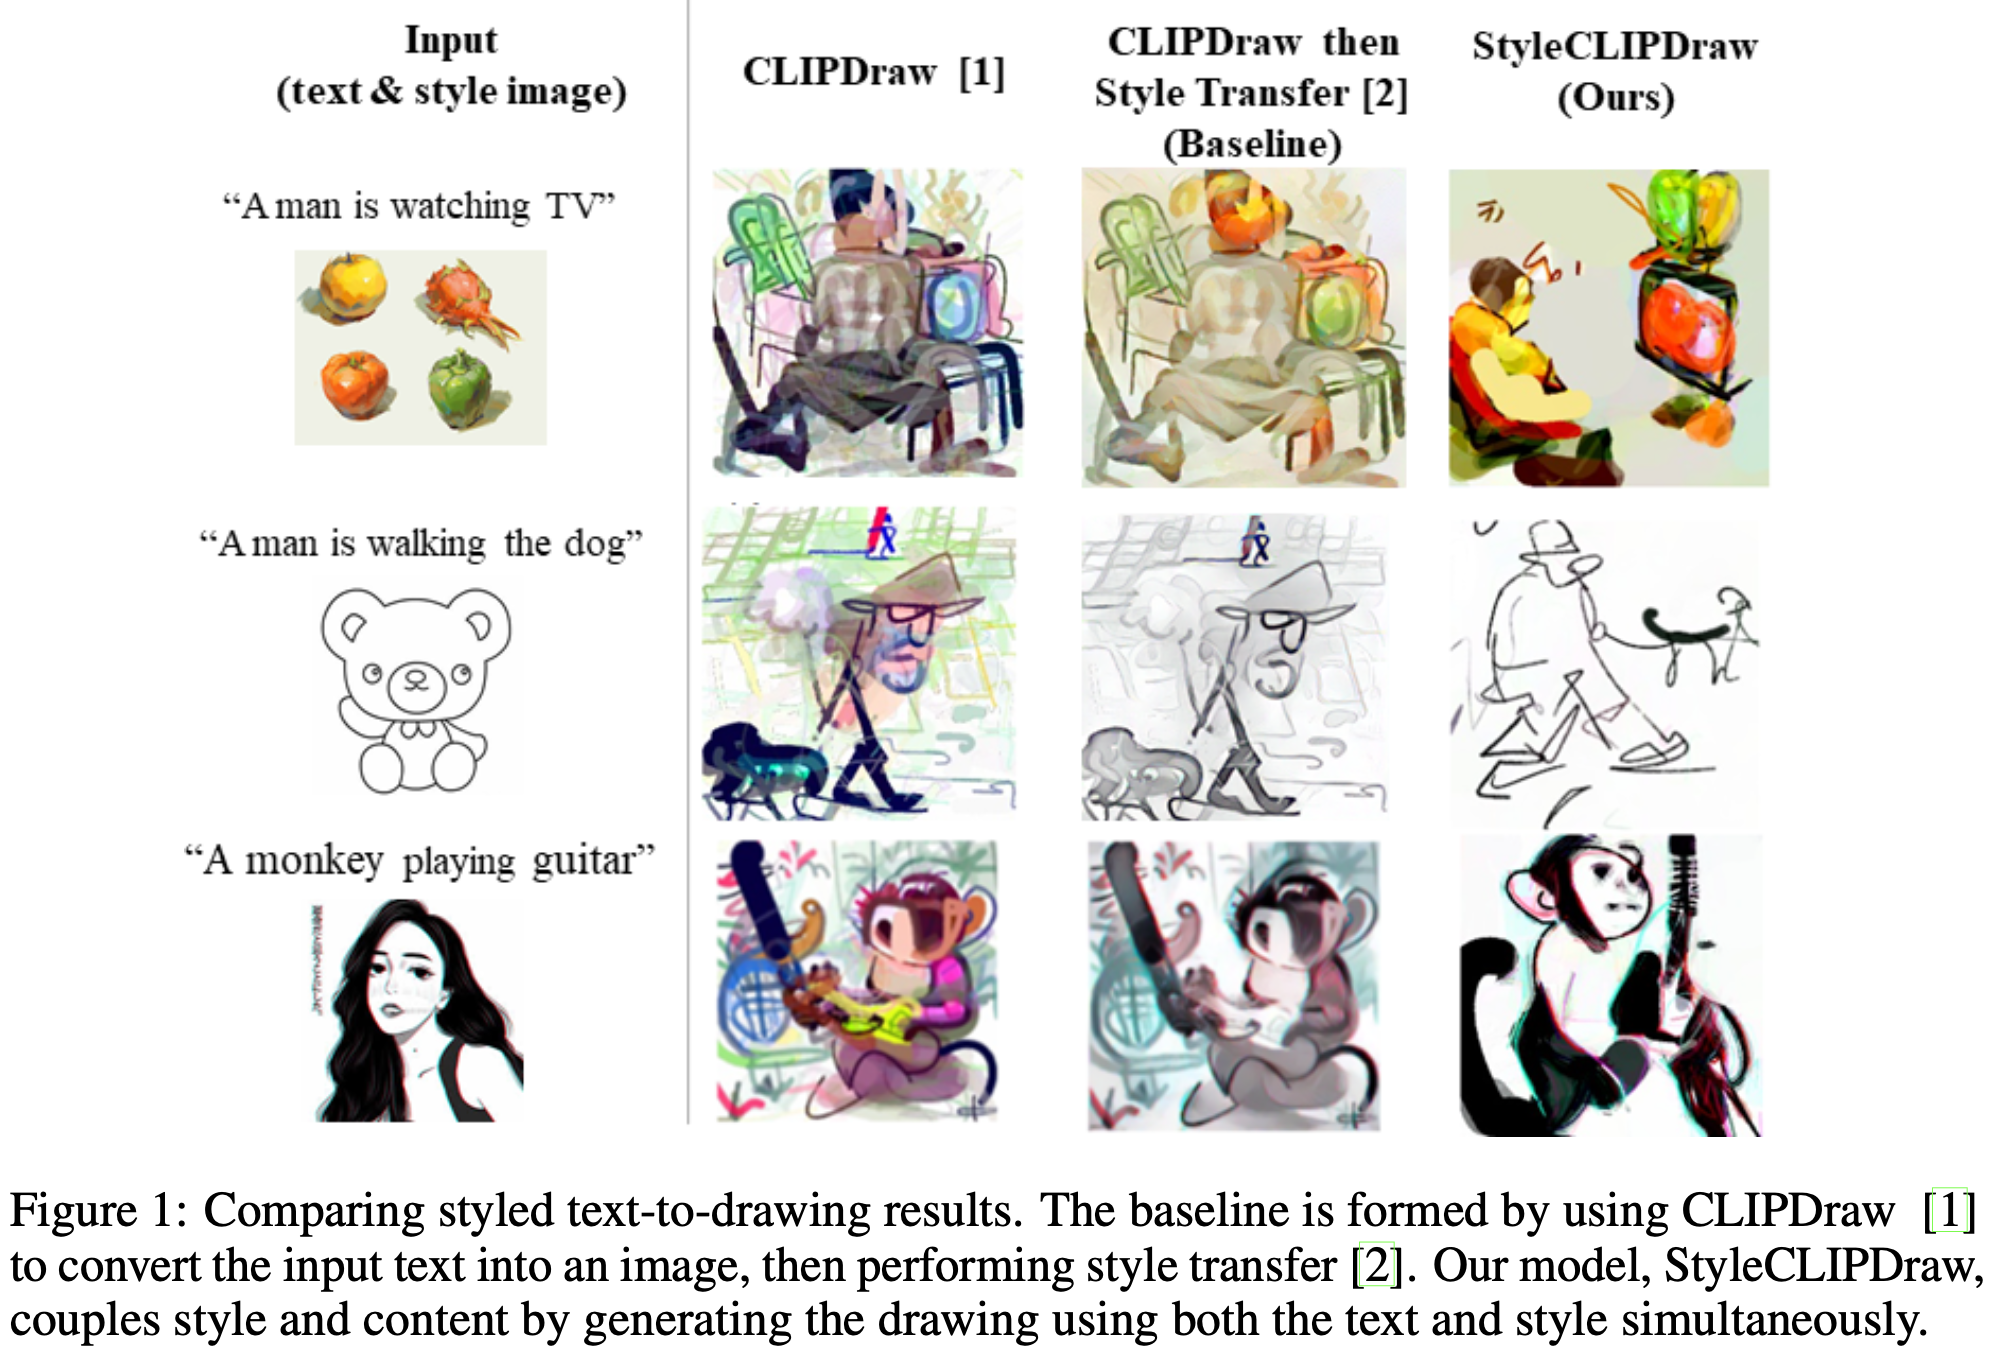 Input
(text & style image)
CLIPDraw [1]
CLIPDraw then
Style Transfer [2]
(Baseline)
StyleCLIPDraw
(Ours)
“A man is watching TV”
“A man is walking the dog”
“A monkey playing guitar”
Figure 1: Comparing styled text-to-drawing results. The baseline is formed by using CLIPDraw [1]
to convert the input text into an image, then performing style transfer [2]. Our model, StyleCLIPDraw,
couples style and content by generating the drawing using both the text and style simultaneously.